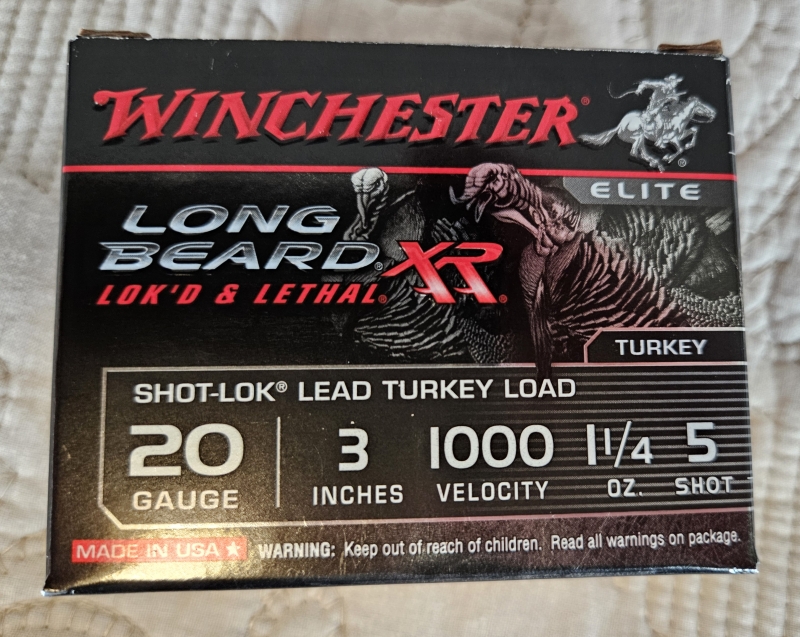 WINCHESTER®
ELITE
LONG
BEARD® XR®
LOK'D & LETHAL®
TURKEY
SHOT-LOK® LEAD TURKEY LOAD
20 3 1000 1 1/4 5
GAUGE INCHES VELOCITY OZ. SHOT
MADE IN USA ★ WARNING: Keep out of reach of children. Read all warnings on package.